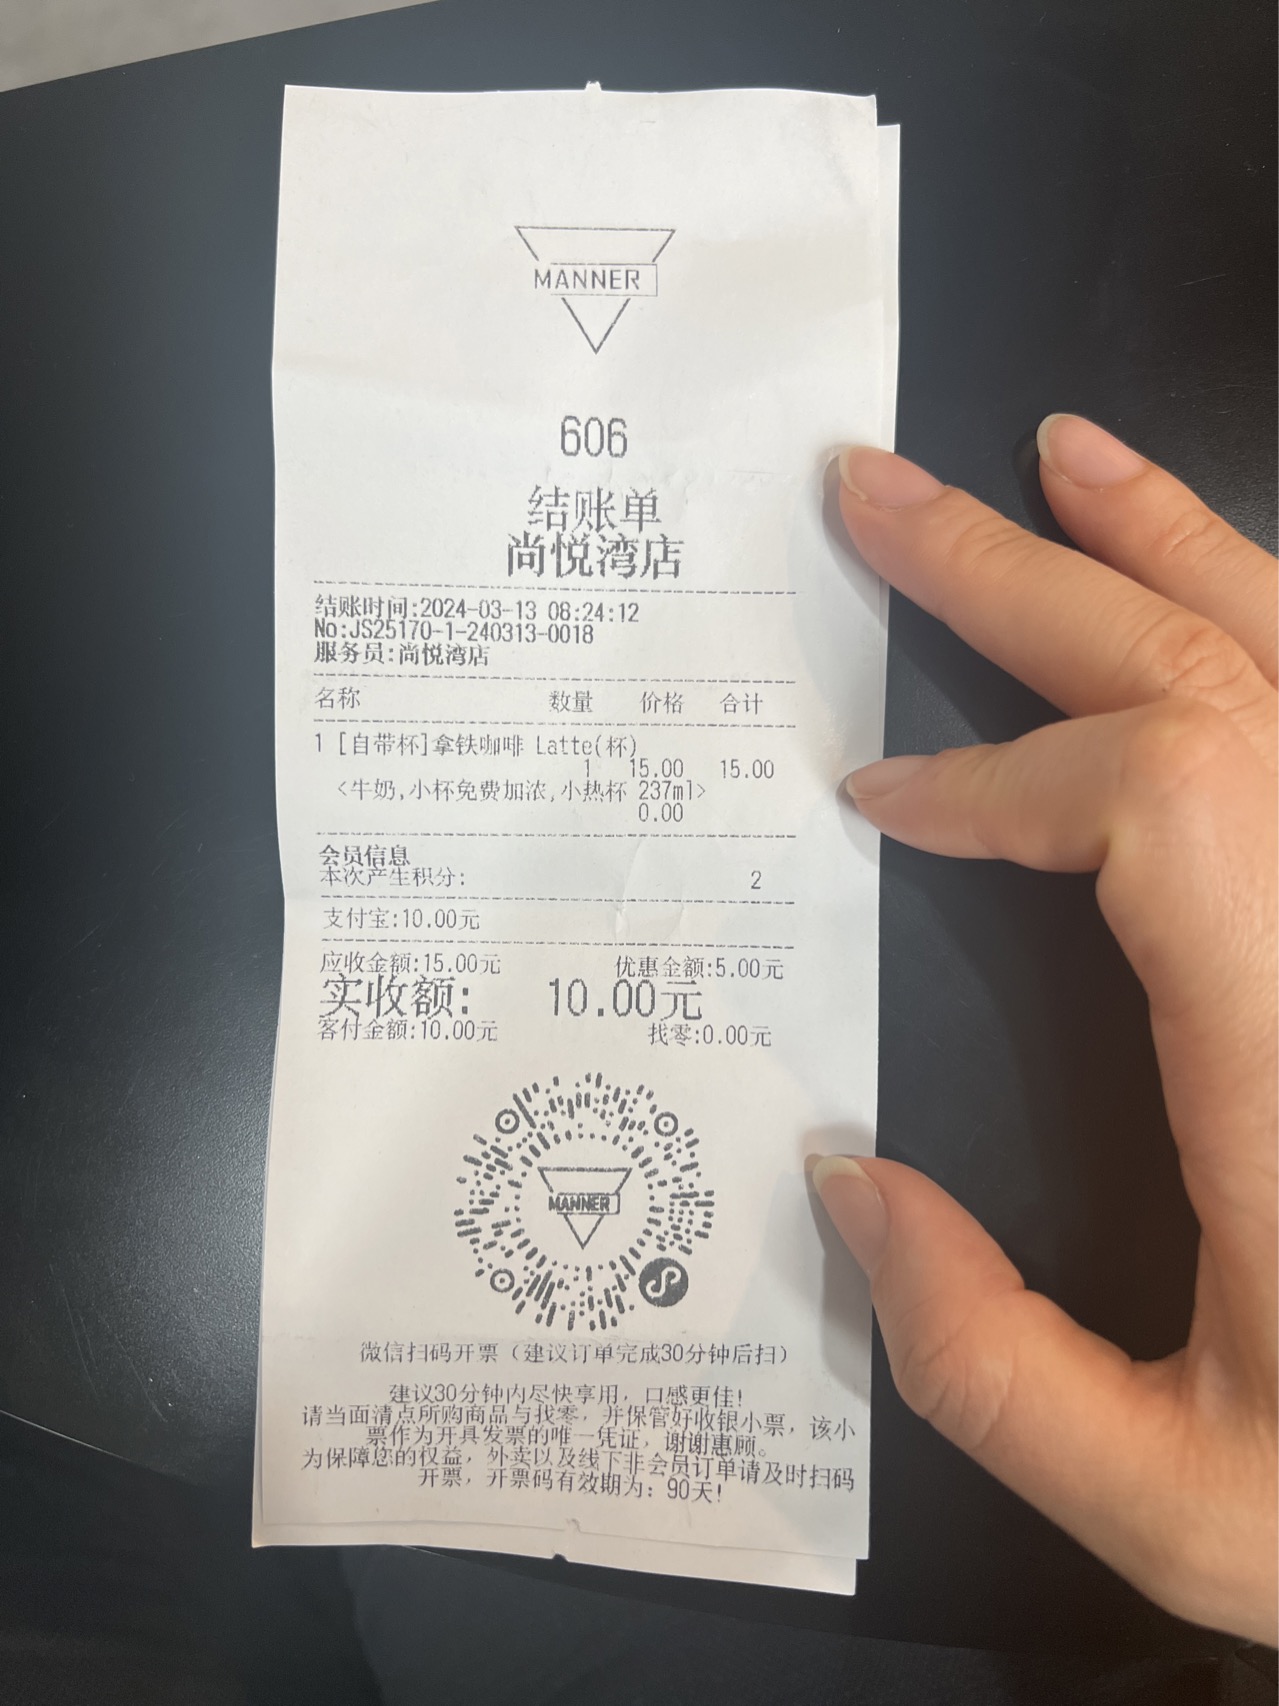 MANNER
606
结账单
尚悦湾店
结账时间:2024-03-13 08:24:12
No:JS25170-1-240313-0018
服务员:尚悦湾店
名称 数量 价格 合计
1 [自带杯]拿铁咖啡 Latte(杯)
1 15.00 15.00
<牛奶,小杯免费加浓,小热杯 237ml>
0.00
会员信息
本次产生积分: 2
支付宝:10.00元
应收金额:15.00元 优惠金额:5.00元
实收额: 10.00元
客付金额:10.00元 找零:0.00元
MANNER
微信扫码开票（建议订单完成30分钟后扫）
建议30分钟内尽快享用，口感更佳!
请当面清点所购商品与找零，并保管好收银小票，该小
票作为开具发票的唯一凭证，谢谢惠顾。
为保障您的权益，外卖以及线下非会员订单请及时扫码
开票，开票码有效期为：90天!